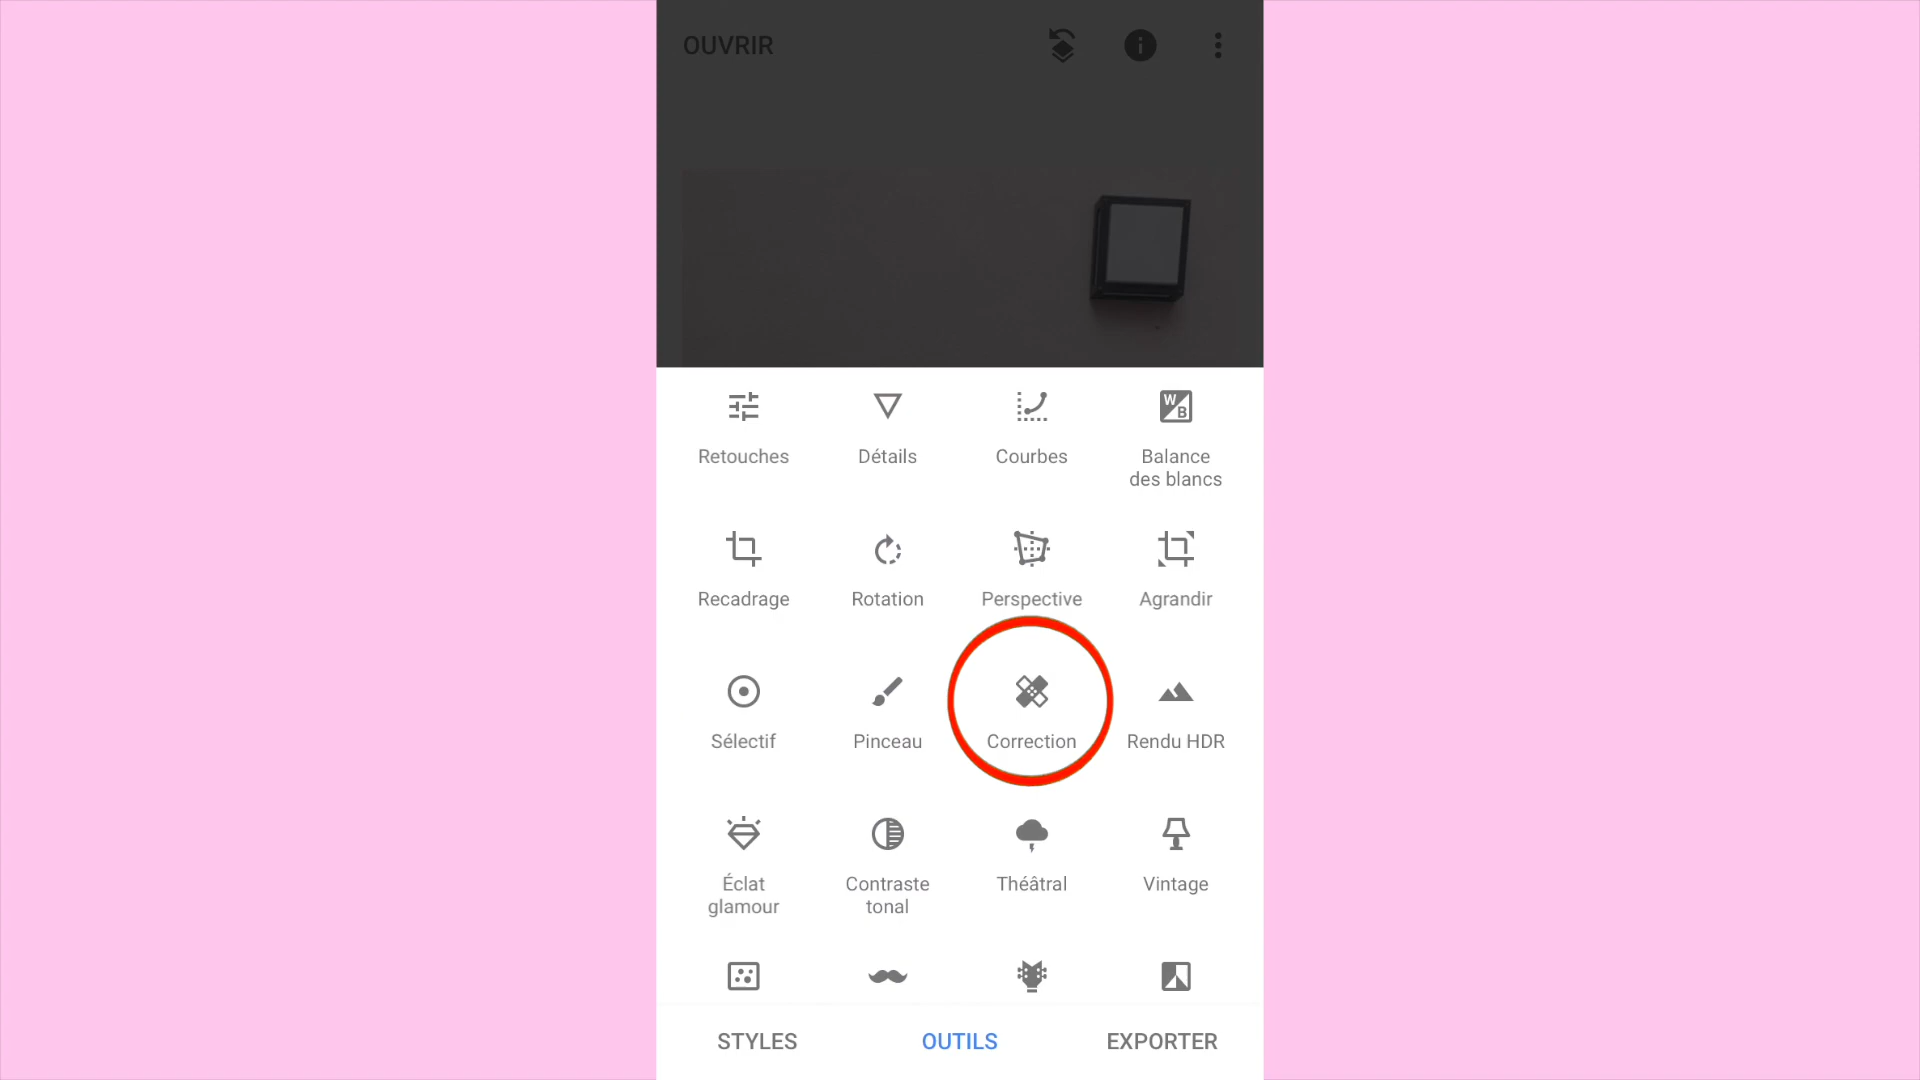 OUVRIR
Retouches
Détails
Courbes
W
B
Balance
des blancs
Recadrage
Rotation
Perspective
Agrandir
Sélectif
Pinceau
Correction
Rendu HDR
Éclat
glamour
Contraste
tonal
Théâtral
Vintage
STYLES
OUTILS
EXPORTER